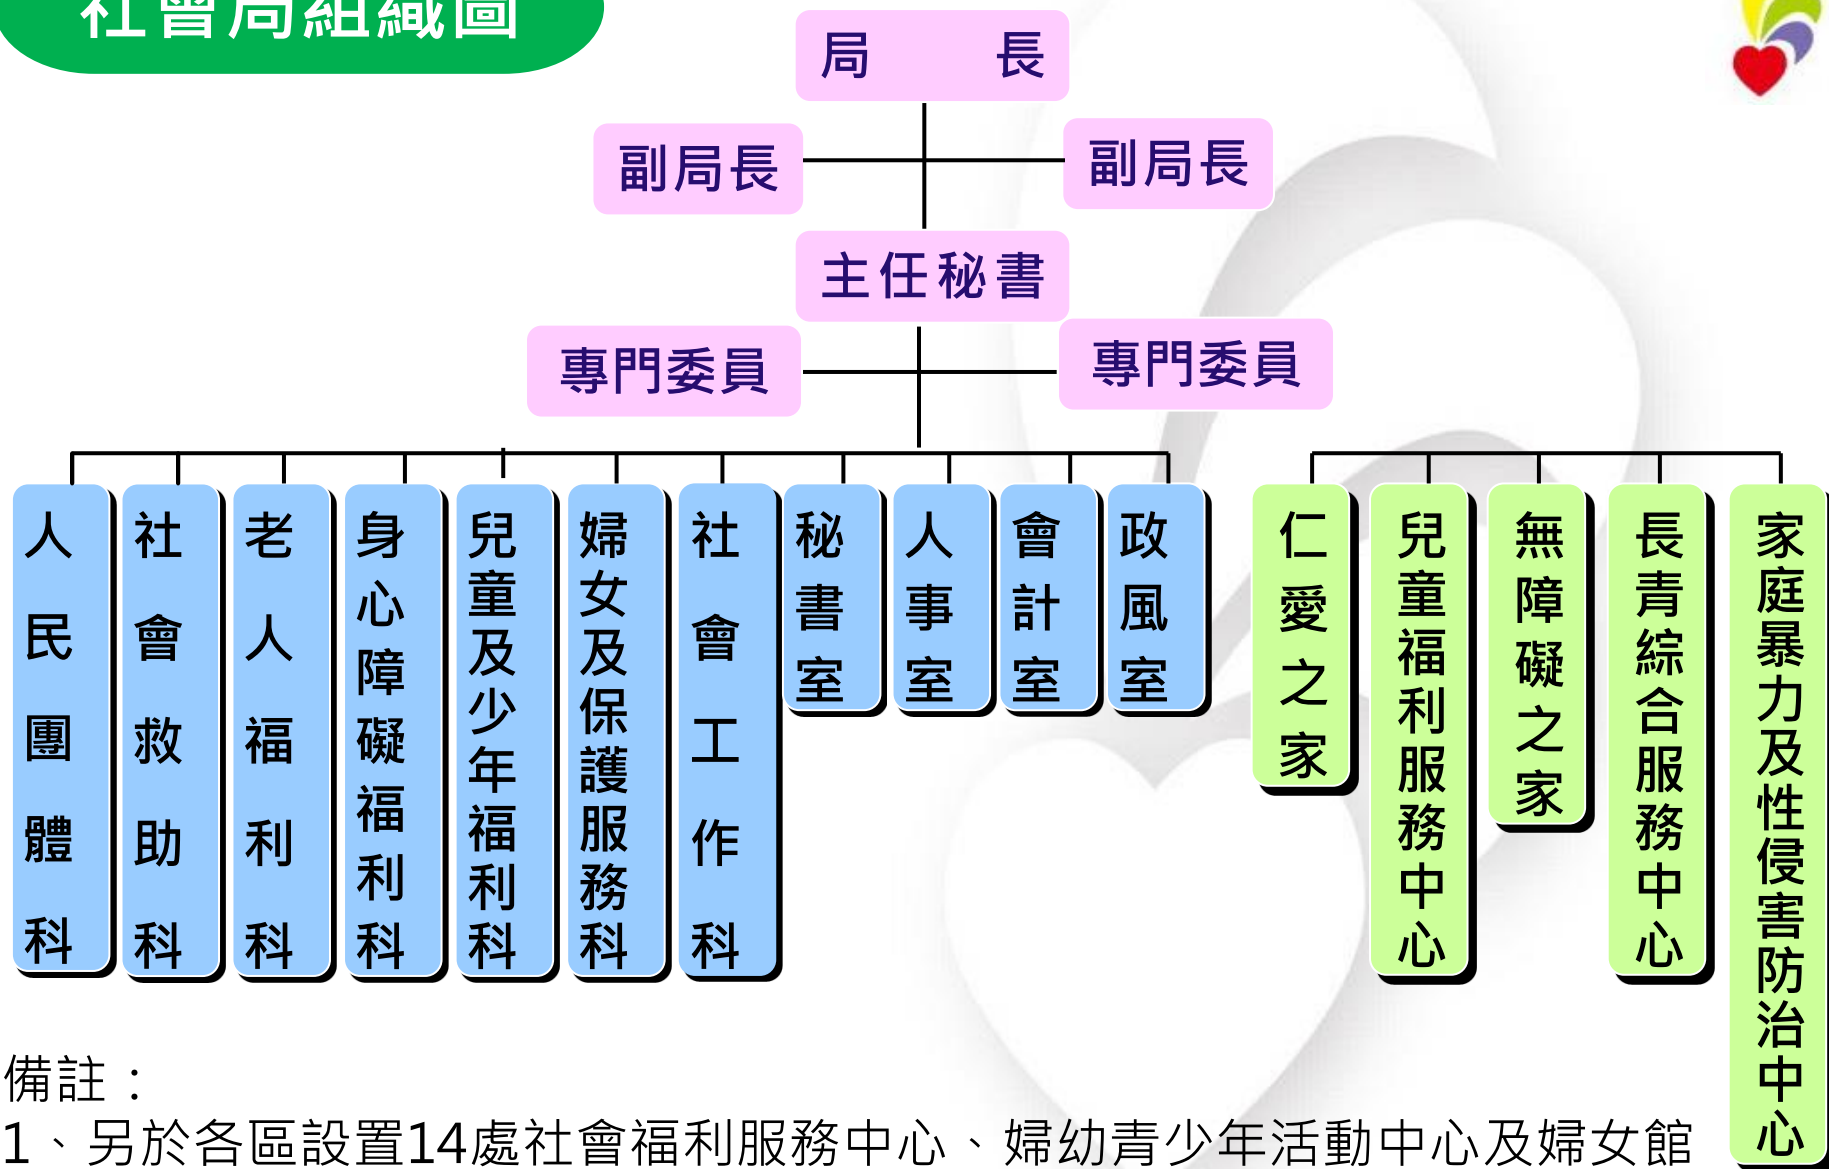 社會局組織圖
局 長
副局長
副局長
主任秘書
專門委員
專門委員
人民團體科
社會救助科
老人福利科
身心障礙福利科
兒童及少年福利科
婦女及保護服務科
社會工作科
秘書室
人事室
會計室
政風室
仁愛之家
兒童福利服務中心
無障礙之家
長青綜合服務中心
家庭暴力及性侵害防治中心
備註：
1、另於各區設置14處社會福利服務中心、婦幼青少年活動中心及婦女館